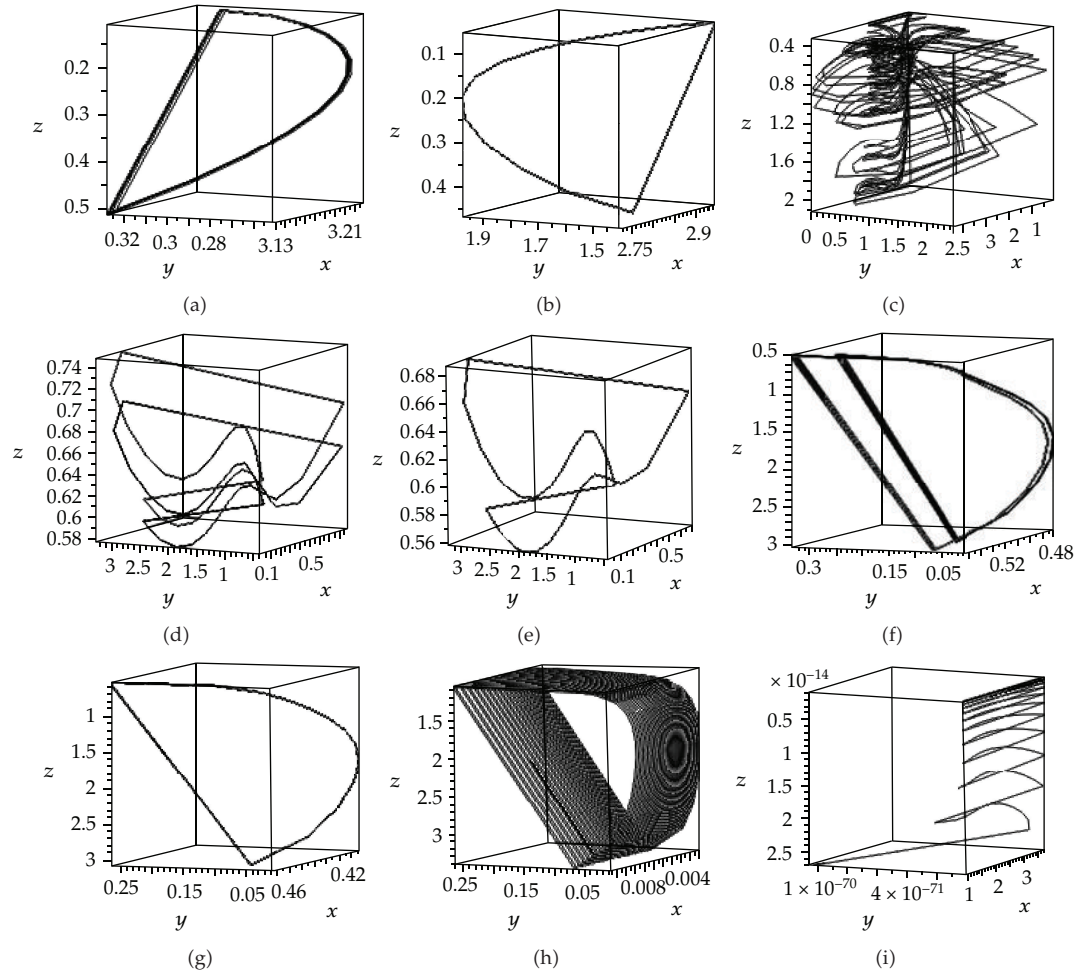 0.2
0.3
0.4
0.5
z
0.32 0.3 0.28 3.13 3.21
y x
(a)
0.1
0.2
0.3
0.4
z
1.9 1.7 1.5 2.75 2.9
y x
(b)
0.4
0.8
1.2
1.6
2
z
0 0.5 1 1.5 2 2.5 3 2 1
y x
(c)
0.74
0.72
0.7
0.68
0.66
0.64
0.62
0.6
0.58
z
3 2.5 2 1.5 1 0.1 0.5
y x
(d)
0.68
0.66
0.64
0.62
0.6
0.58
0.56
z
3 2.5 2 1.5 1 0.1 0.5
y x
(e)
0.5
1
1.5
2
2.5
3
z
0.3 0.15 0.05 0.52 0.48
y x
(f)
1
1.5
2
2.5
3
z
0.25 0.15 0.05 0.46 0.42
y x
(g)
1.5
2
2.5
3
z
0.25 0.15 0.05 0.008 0.004
y x
(h)
× 10−14
0.5
1
1.5
2
2.5
z
1 × 10−70 4 × 10−71 1 2 3
y x
(i)